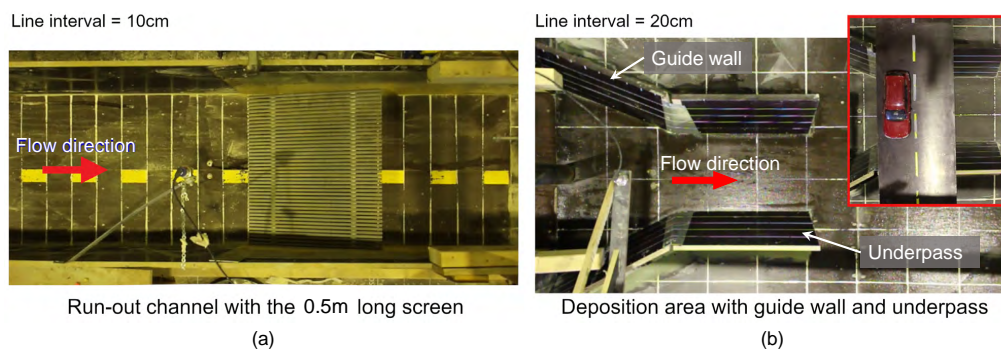 Line interval = 10cm
Flow direction
Run-out channel with the 0.5m long screen
(a)
Line interval = 20cm
Guide wall
Flow direction
Underpass
Deposition area with guide wall and underpass
(b)